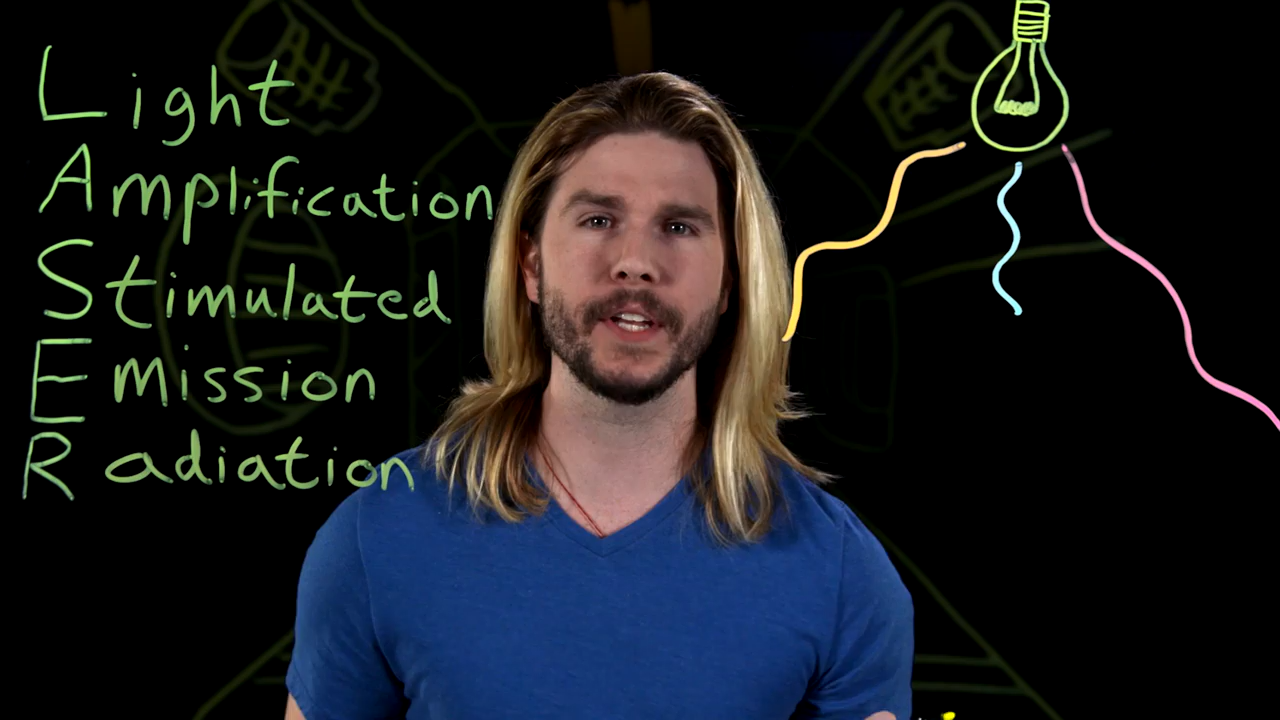 Light
Amplification
Stimulated
Emission
Radiation